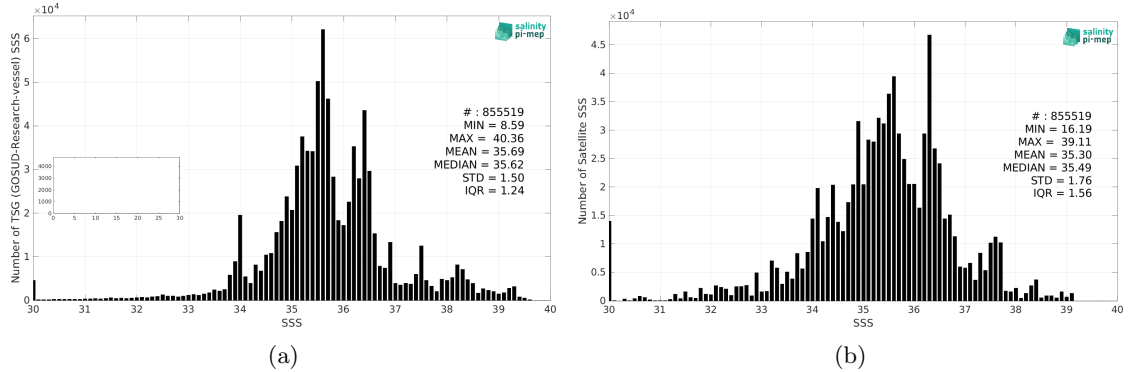 ×10⁴
6
5
4
3
2
1
0
Number of TSG (GOSUD-Research-vessel) SSS
30 31 32 33 34 35 36 37 38 39 40
SSS
4000
3000
2000
1000
0
0 5 10 15 20 25 30
salinity
pi-mep
# : 855519
MIN = 8.59
MAX = 40.36
MEAN = 35.69
MEDIAN = 35.62
STD = 1.50
IQR = 1.24
(a)
×10⁴
4.5
4
3.5
3
2.5
2
1.5
1
0.5
0
Number of Satellite SSS
30 31 32 33 34 35 36 37 38 39 40
SSS
salinity
pi-mep
# : 855519
MIN = 16.19
MAX = 39.11
MEAN = 35.30
MEDIAN = 35.49
STD = 1.76
IQR = 1.56
(b)